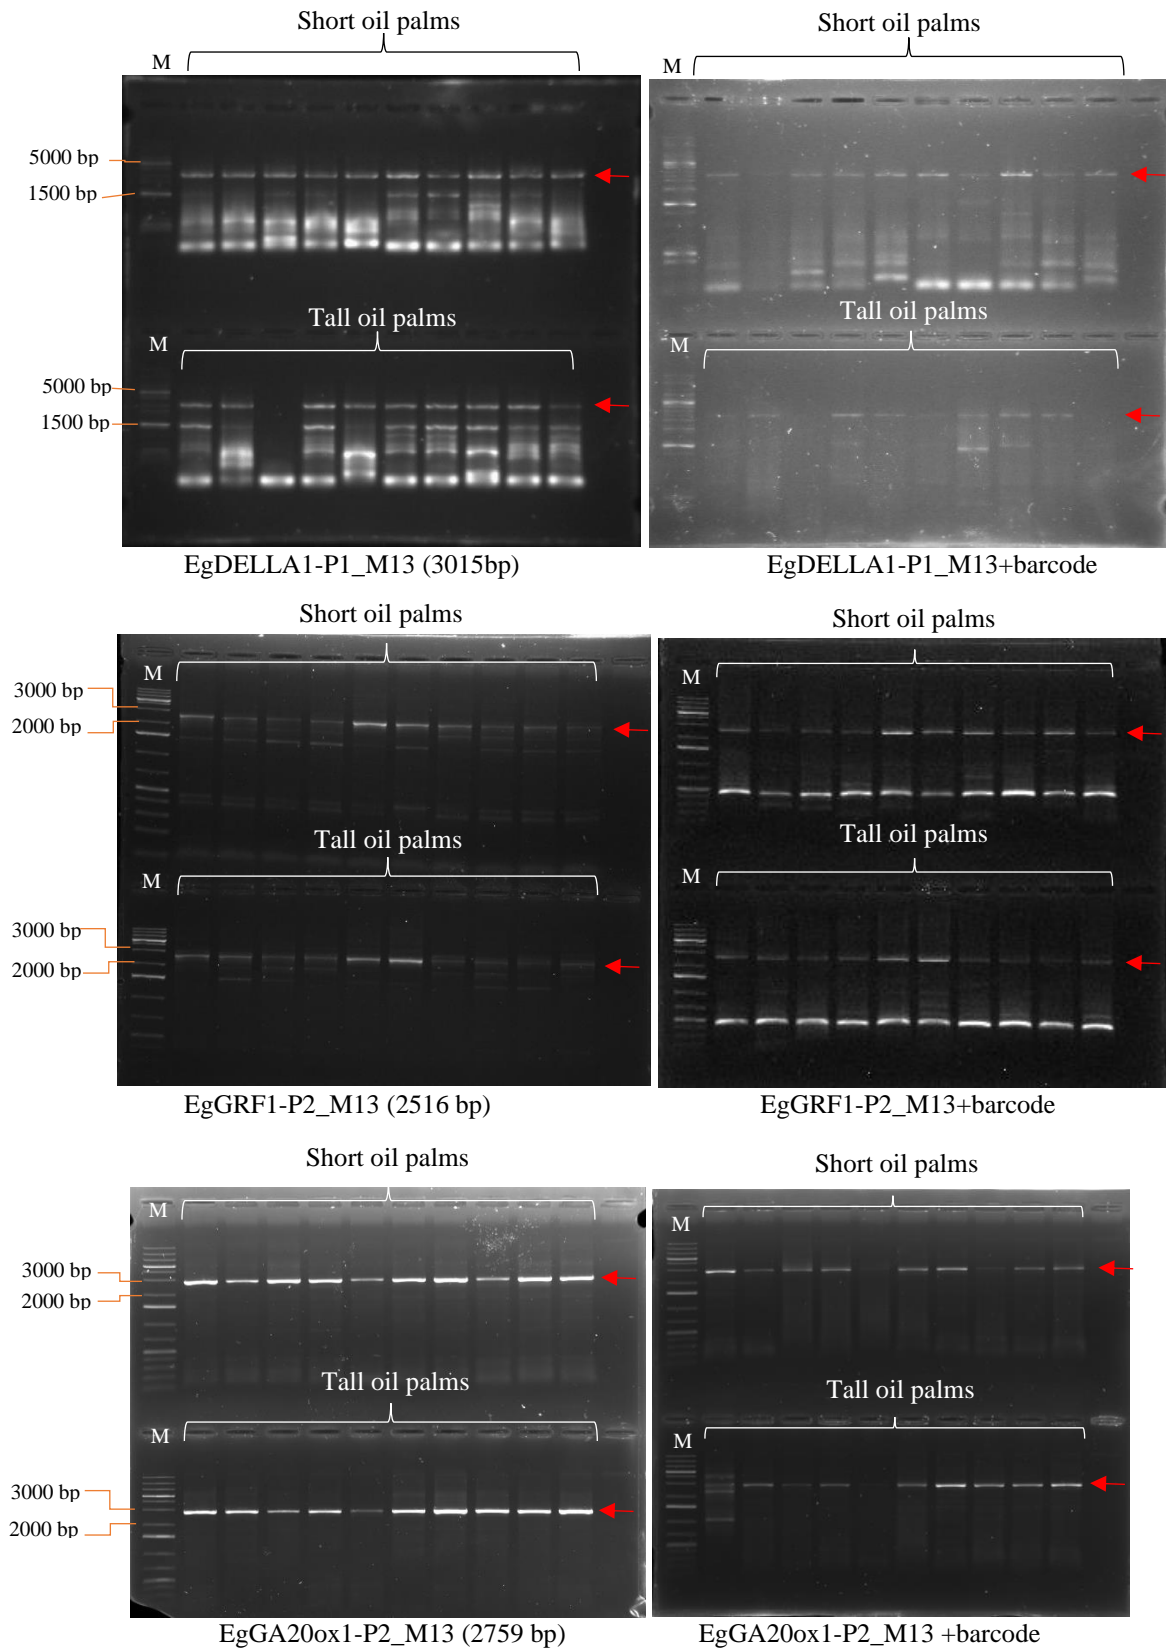 Short oil palms
Short oil palms
M
M
5000 bp
1500 bp
Tall oil palms
Tall oil palms
M
M
5000 bp
1500 bp
EgDELLA1-P1_M13 (3015bp)
EgDELLA1-P1_M13+barcode
Short oil palms
Short oil palms
M
M
3000 bp
2000 bp
Tall oil palms
Tall oil palms
M
M
3000 bp
2000 bp
EgGRF1-P2_M13 (2516 bp)
EgGRF1-P2_M13+barcode
Short oil palms
Short oil palms
M
M
3000 bp
2000 bp
Tall oil palms
Tall oil palms
M
M
3000 bp
2000 bp
EgGA20ox1-P2_M13 (2759 bp)
EgGA20ox1-P2_M13 +barcode